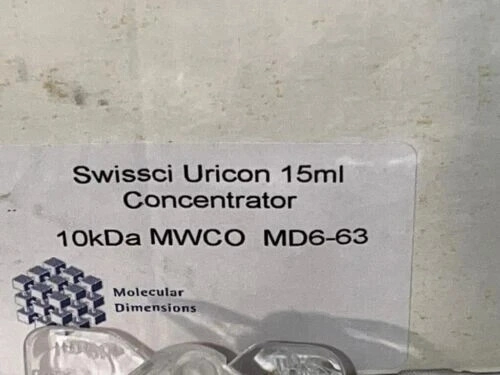 Swissci Uricon 15ml
Concentrator
10kDa MWCO MD6-63
Molecular
Dimensions